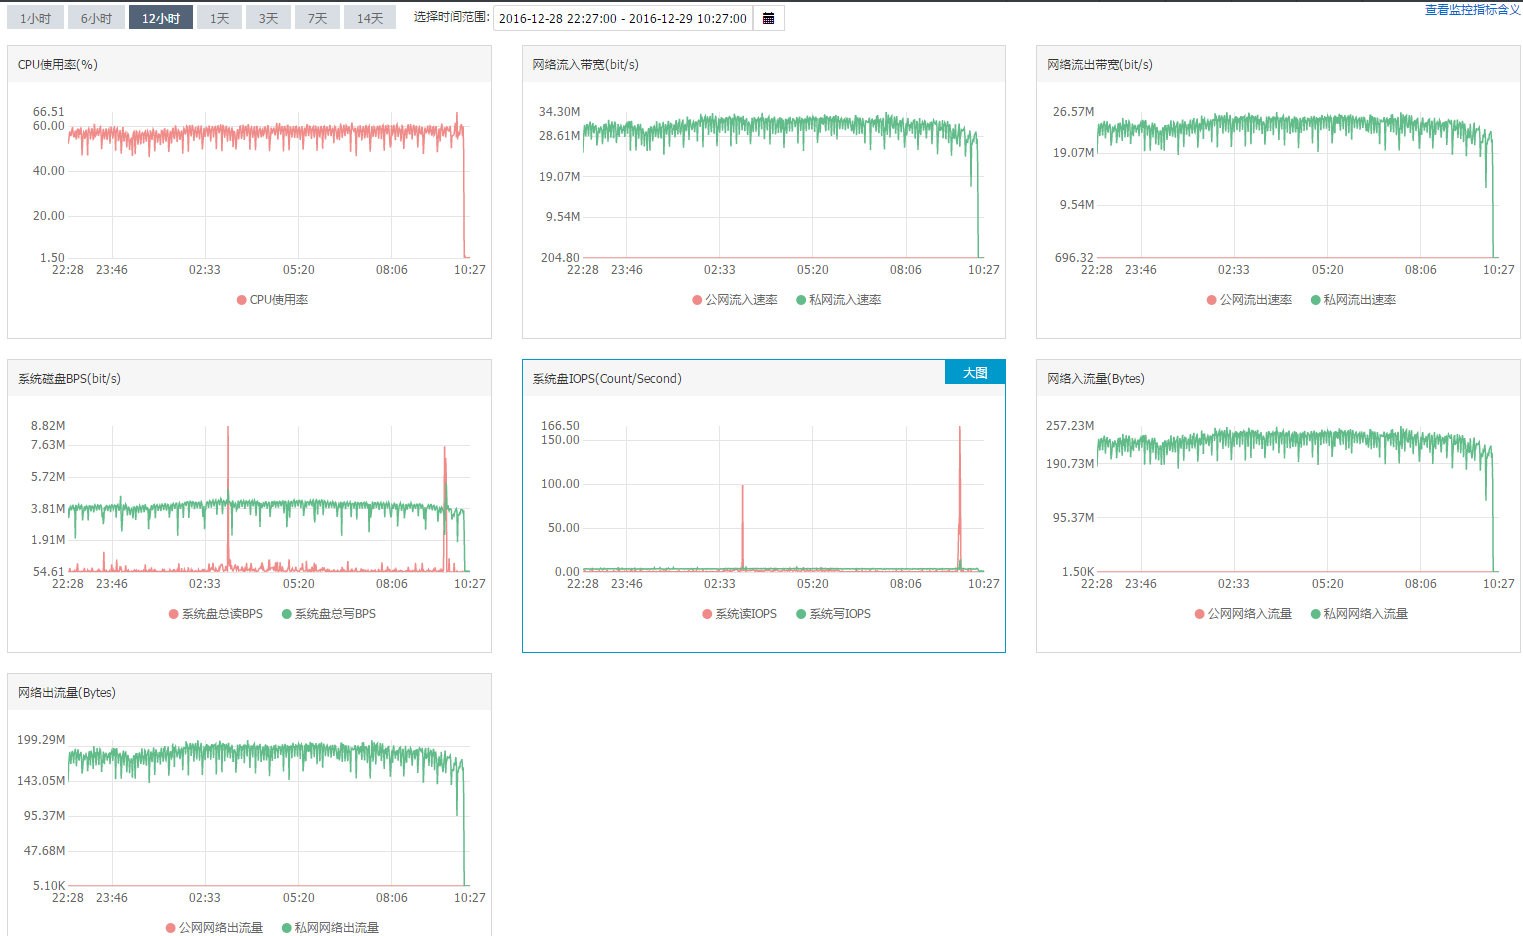 查看监控指标含义
1小时 6小时 12小时 1天 3天 7天 14天 选择时间范围: 2016-12-28 22:27:00 - 2016-12-29 10:27:00
CPU使用率(%)
66.51
60.00
40.00
20.00
1.50
22:28 23:46 02:33 05:20 08:06 10:27
CPU使用率
网络流入带宽(bit/s)
34.30M
28.61M
19.07M
9.54M
204.80
22:28 23:46 02:33 05:20 08:06 10:27
公网流入速率 私网流入速率
网络流出带宽(bit/s)
26.57M
19.07M
9.54M
696.32
22:28 23:46 02:33 05:20 08:06 10:27
公网流出速率 私网流出速率
系统磁盘BPS(bit/s)
8.82M
7.63M
5.72M
3.81M
1.91M
54.61
22:28 23:46 02:33 05:20 08:06 10:27
系统盘总读BPS 系统盘总写BPS
系统盘IOPS(Count/Second)
大图
166.50
150.00
100.00
50.00
0.00
22:28 23:46 02:33 05:20 08:06 10:27
系统读IOPS 系统写IOPS
网络入流量(Bytes)
257.23M
190.73M
95.37M
1.50K
22:28 23:46 02:33 05:20 08:06 10:27
公网网络入流量 私网网络入流量
网络出流量(Bytes)
199.29M
143.05M
95.37M
47.68M
5.10K
22:28 23:46 02:33 05:20 08:06 10:27
公网网络出流量 私网网络出流量